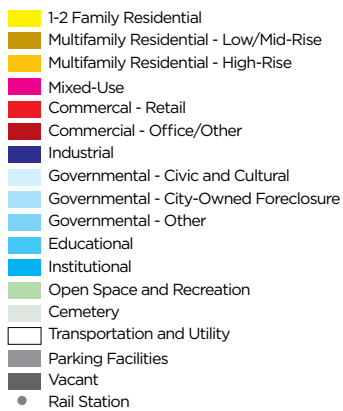 1-2 Family Residential
Multifamily Residential - Low/Mid-Rise
Multifamily Residential - High-Rise
Mixed-Use
Commercal - Retail
Commercial - Office/Other
Industrial
Governmental - Civic and Cultural
Governmental - City-Owned Foreclosure
Governmental - Other
Educational
Institutional
Open Space and Recreation
Cemetery
Transportation and Utility
Parking Facilities
Vacant
Rail Station